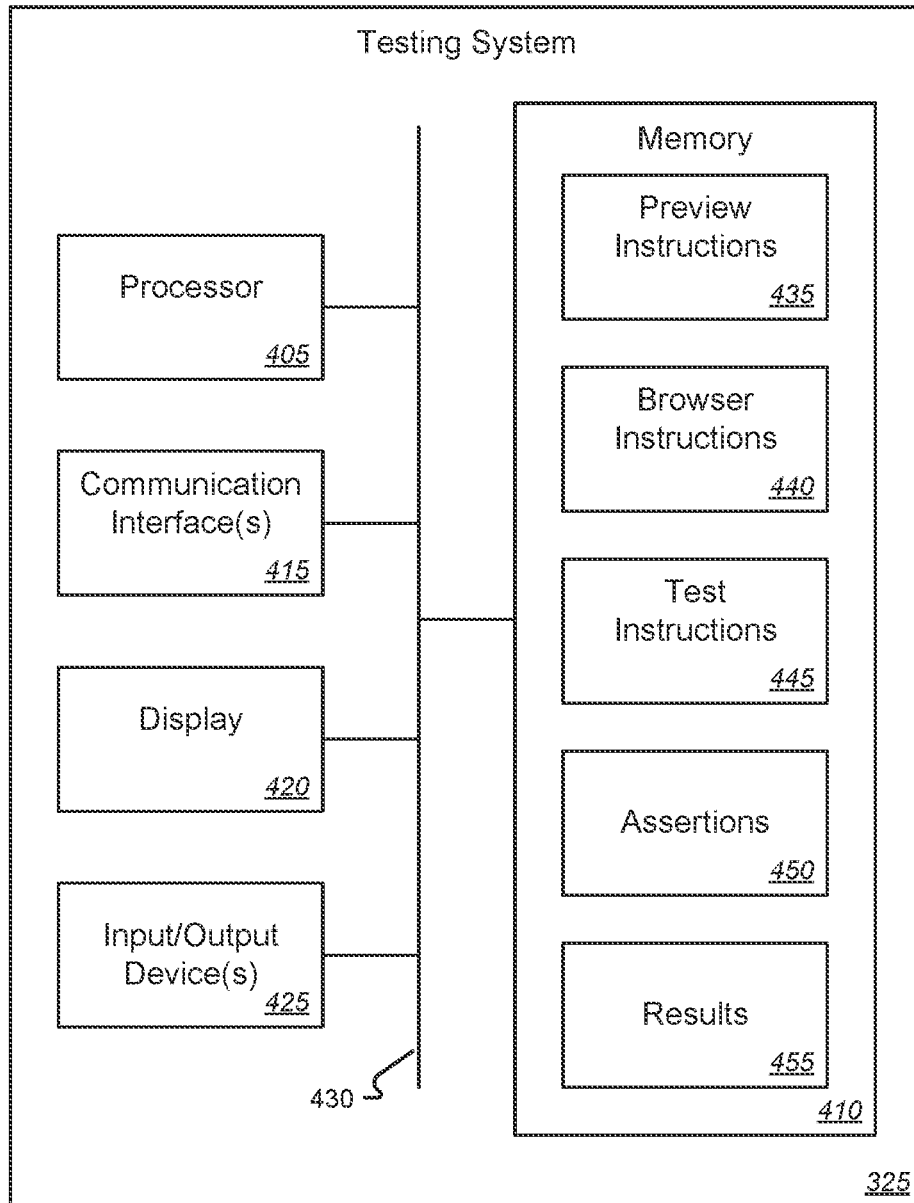 Testing System
Processor
405
Communication
Interface(s)
415
Display
420
Input/Output
Device(s)
425
430
Memory
Preview
Instructions
435
Browser
Instructions
440
Test
Instructions
445
Assertions
450
Results
455
410
325